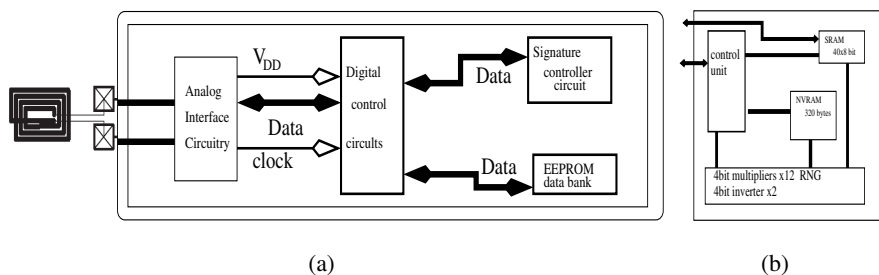 V_DD
Analog
Interface
Circuitry
Data
clock
Digital
control
circults
Data
Signature
controller
circuit
Data
EEPROM
data bank
(a)
control
unit
SRAM
40x8 bit
NVRAM
320 bytes
4bit multipliers x12 RNG
4bit inverter x2
(b)